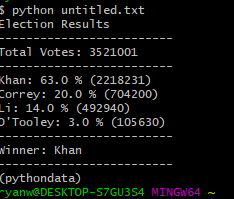 $ python untitled.txt
Election Results
-------------------------
Total Votes: 3521001
-------------------------
Khan: 63.0 % (2218231)
Correy: 20.0 % (704200)
Li: 14.0 % (492940)
O'Tooley: 3.0 % (105630)
-------------------------
Winner: Khan
-------------------------
(pythondata)
ryanw@DESKTOP-S7GU3S4 MINGW64 ~